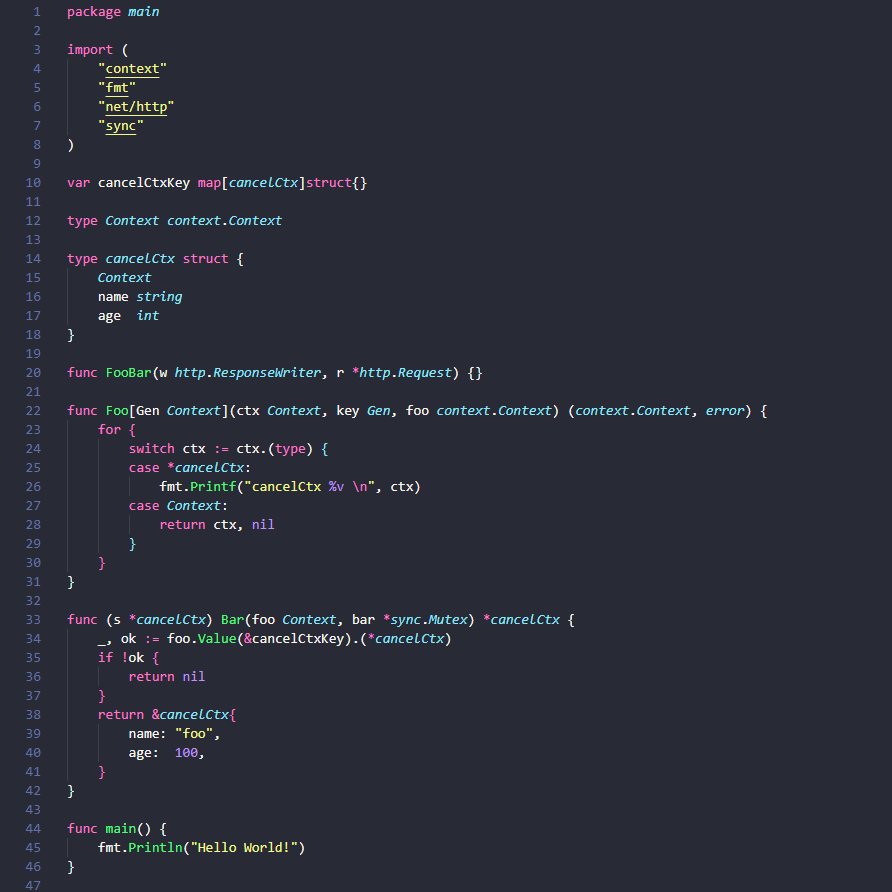 1 package main
2
3 import (
4     "context"
5     "fmt"
6     "net/http"
7     "sync"
8 )
9
10 var cancelCtxKey map[cancelCtx]struct{}
11
12 type Context context.Context
13
14 type cancelCtx struct {
15     Context
16     name string
17     age  int
18 }
19
20 func FooBar(w http.ResponseWriter, r *http.Request) {}
21
22 func Foo[Gen Context](ctx Context, key Gen, foo context.Context) (context.Context, error) {
23     for {
24         switch ctx := ctx.(type) {
25         case *cancelCtx:
26             fmt.Printf("cancelCtx %v \n", ctx)
27         case Context:
28             return ctx, nil
29         }
30     }
31 }
32
33 func (s *cancelCtx) Bar(foo Context, bar *sync.Mutex) *cancelCtx {
34     _, ok := foo.Value(&cancelCtxKey).(*cancelCtx)
35     if !ok {
36         return nil
37     }
38     return &cancelCtx{
39         name: "foo",
40         age:  100,
41     }
42 }
43
44 func main() {
45     fmt.Println("Hello World!")
46 }
47